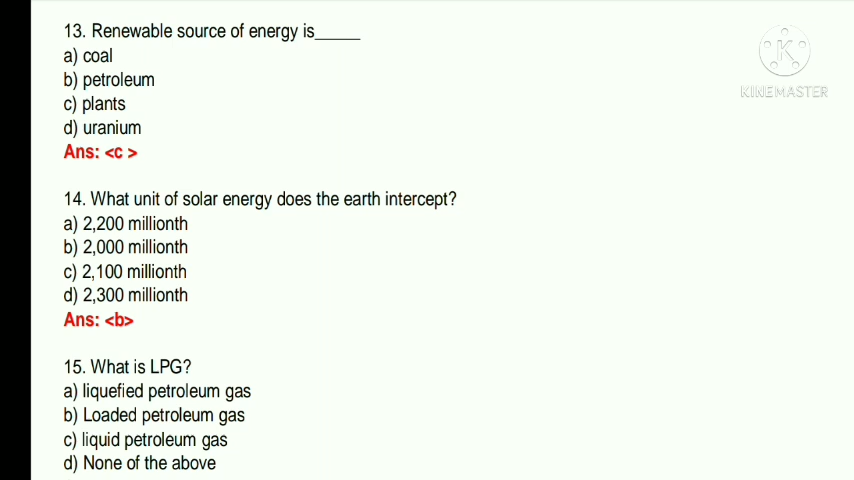 13. Renewable source of energy is_____
a) coal
b) petroleum
c) plants
d) uranium
Ans: <c >
14. What unit of solar energy does the earth intercept?
a) 2,200 millionth
b) 2,000 millionth
c) 2,100 millionth
d) 2,300 millionth
Ans: <b>
15. What is LPG?
a) liquefied petroleum gas
b) Loaded petroleum gas
c) liquid petroleum gas
d) None of the above
K
KINEMASTER